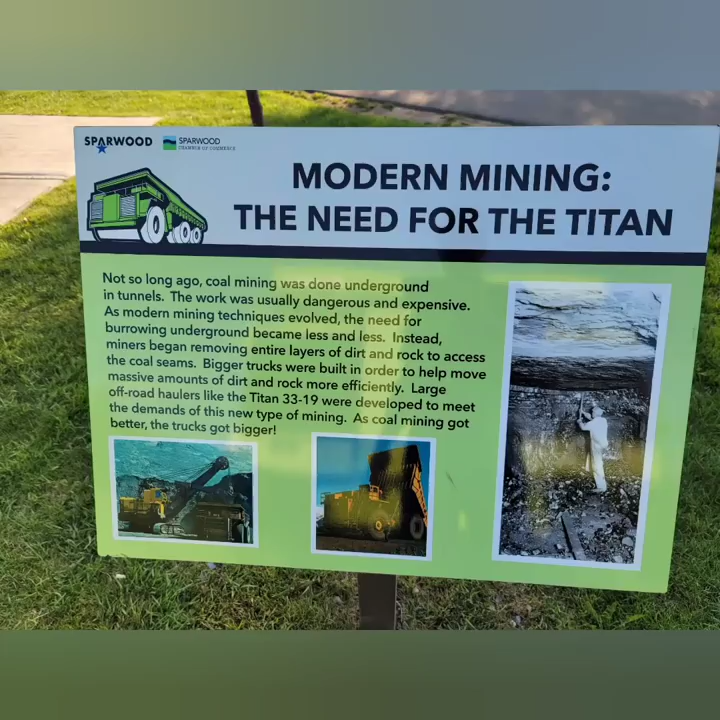 SPARWOOD
SPARWOOD
CHAMBER OF COMMERCE
MODERN MINING:
THE NEED FOR THE TITAN
Not so long ago, coal mining was done underground
in tunnels. The work was usually dangerous and expensive.
As modern mining techniques evolved, the need for
burrowing underground became less and less. Instead,
miners began removing entire layers of dirt and rock to access
the coal seams. Bigger trucks were built in order to help move
massive amounts of dirt and rock more efficiently. Large
off-road haulers like the Titan 33-19 were developed to meet
the demands of this new type of mining. As coal mining got
better, the trucks got bigger!